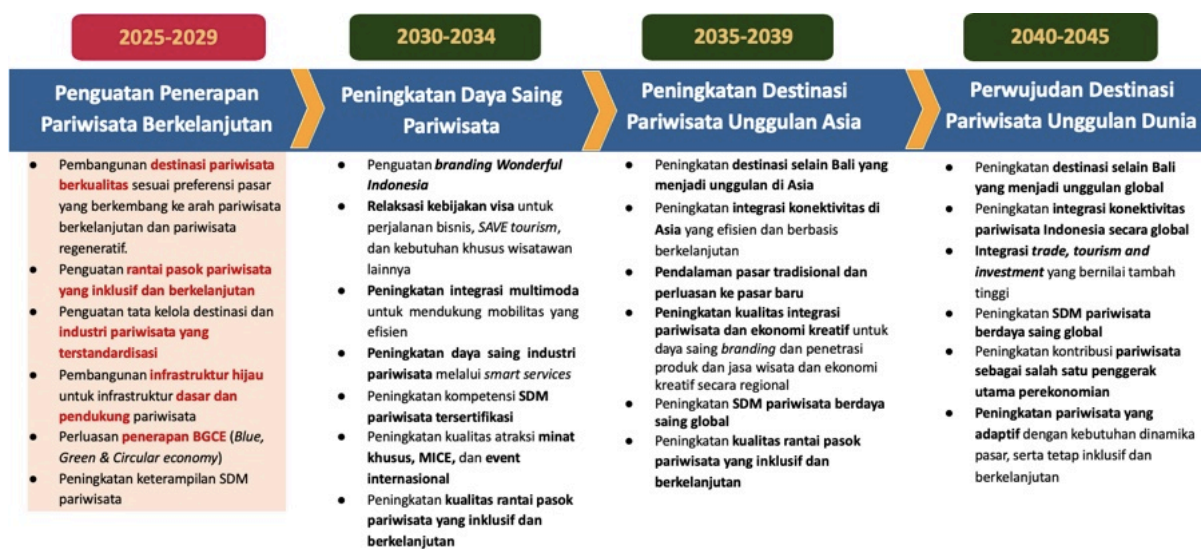 2025-2029
Penguatan Penerapan
Pariwisata Berkelanjutan
● Pembangunan destinasi pariwisata
berkualitas sesuai preferensi pasar
yang berkembang ke arah pariwisata
berkelanjutan dan pariwisata
regeneratif.
● Penguatan rantai pasok pariwisata
yang inklusif dan berkelanjutan
● Penguatan tata kelola destinasi dan
industri pariwisata yang
terstandardisasi
● Pembangunan infrastruktur hijau
untuk infrastruktur dasar dan
pendukung pariwisata
● Perluasan penerapan BGCE (Blue,
Green & Circular economy)
● Peningkatan keterampilan SDM
pariwisata
2030-2034
Peningkatan Daya Saing
Pariwisata
● Penguatan branding Wonderful
Indonesia
● Relaksasi kebijakan visa untuk
perjalanan bisnis, SAVE tourism,
dan kebutuhan khusus wisatawan
lainnya
● Peningkatan integrasi multimoda
untuk mendukung mobilitas yang
efisien
● Peningkatan daya saing industri
pariwisata melalui smart services
● Peningkatan kompetensi SDM
pariwisata tersertifikasi
● Peningkatan kualitas atraksi minat
khusus, MICE, dan event
internasional
● Peningkatan kualitas rantai pasok
pariwisata yang inklusif dan
berkelanjutan
2035-2039
Peningkatan Destinasi
Pariwisata Unggulan Asia
● Peningkatan destinasi selain Bali yang
menjadi unggulan di Asia
● Peningkatan integrasi konektivitas di
Asia yang efisien dan berbasis
berkelanjutan
● Pendalaman pasar tradisional dan
perluasan ke pasar baru
● Peningkatan kualitas integrasi
pariwisata dan ekonomi kreatif untuk
daya saing branding dan penetrasi
produk dan jasa wisata dan ekonomi
kreatif secara regional
● Peningkatan SDM pariwisata berdaya
saing global
● Peningkatan kualitas rantai pasok
pariwisata yang inklusif dan
berkelanjutan
2040-2045
Perwujudan Destinasi
Pariwisata Unggulan Dunia
● Peningkatan destinasi selain Bali
yang menjadi unggulan global
● Peningkatan integrasi konektivitas
pariwisata Indonesia secara global
● Integrasi trade, tourism and
investment yang bernilai tambah
tinggi
● Peningkatan SDM pariwisata
berdaya saing global
● Peningkatan kontribusi pariwisata
sebagai salah satu penggerak
utama perekonomian
● Peningkatan pariwisata yang
adaptif dengan kebutuhan dinamika
pasar, serta tetap inklusif dan
berkelanjutan